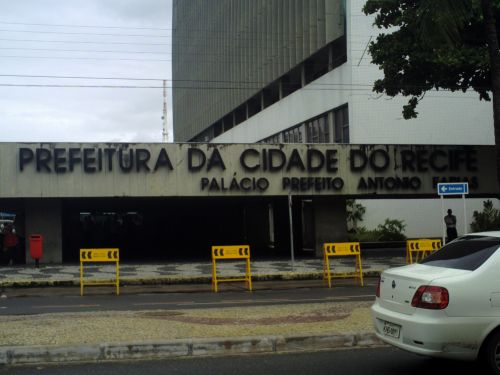 PREFEITURA DA CIDADE DO RECIFE
PALÁCIO PREFEITO ANTONIO FARIAS
Entrada